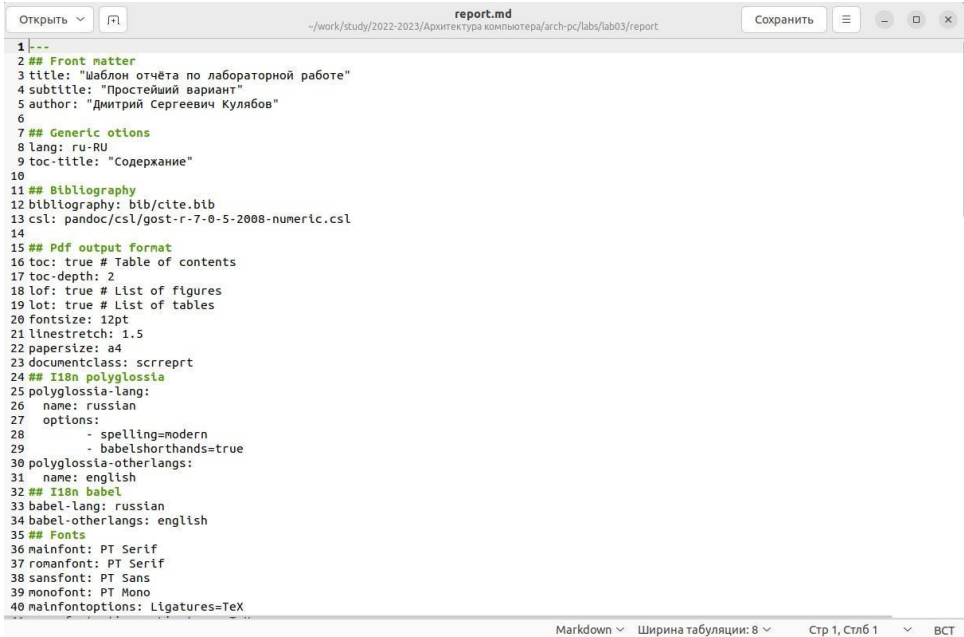 Открыть
report.md
~/work/study/2022-2023/Архитектура компьютера/arch-pc/labs/lab03/report
Сохранить
1 ---
2 ## Front matter
3 title: "Шаблон отчёта по лабораторной работе"
4 subtitle: "Простейший вариант"
5 author: "Дмитрий Сергеевич Кулябов"
6
7 ## Generic otions
8 lang: ru-RU
9 toc-title: "Содержание"
10
11 ## Bibliography
12 bibliography: bib/cite.bib
13 csl: pandoc/csl/gost-r-7-0-5-2008-numeric.csl
14
15 ## Pdf output format
16 toc: true # Table of contents
17 toc-depth: 2
18 lof: true # List of figures
19 lot: true # List of tables
20 fontsize: 12pt
21 linestretch: 1.5
22 papersize: a4
23 documentclass: scrreprt
24 ## I18n polyglossia
25 polyglossia-lang:
26   name: russian
27   options:
28         - spelling=modern
29         - babelshorthands=true
30 polyglossia-otherlangs:
31   name: english
32 ## I18n babel
33 babel-lang: russian
34 babel-otherlangs: english
35 ## Fonts
36 mainfont: PT Serif
37 romanfont: PT Serif
38 sansfont: PT Sans
39 monofont: PT Mono
40 mainfontoptions: Ligatures=TeX
Markdown Ширина табуляции: 8 Стр 1, Стлб 1 ВСТ